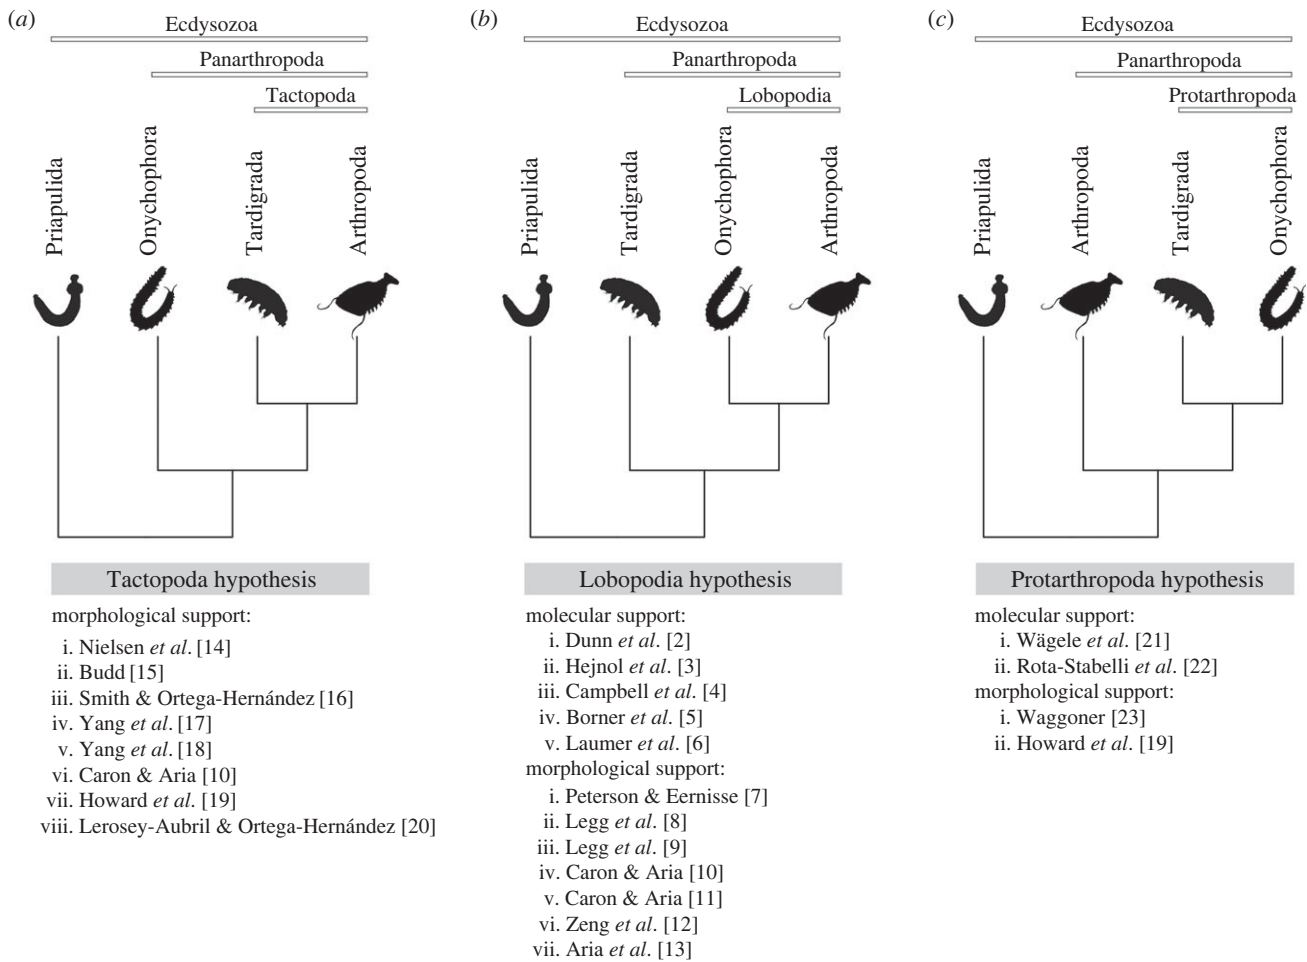 (a)
Ecdysozoa
Panarthropoda
Tactopoda
Priapulida
Onychophora
Tardigrada
Arthropoda
Tactopoda hypothesis
morphological support:
i. Nielsen et al. [14]
ii. Budd [15]
iii. Smith & Ortega-Hernández [16]
iv. Yang et al. [17]
v. Yang et al. [18]
vi. Caron & Aria [10]
vii. Howard et al. [19]
viii. Lerosey-Aubril & Ortega-Hernández [20]
(b)
Ecdysozoa
Panarthropoda
Lobopodia
Priapulida
Tardigrada
Onychophora
Arthropoda
Lobopodia hypothesis
molecular support:
i. Dunn et al. [2]
ii. Hejnol et al. [3]
iii. Campbell et al. [4]
iv. Borner et al. [5]
v. Laumer et al. [6]
morphological support:
i. Peterson & Eernisse [7]
ii. Legg et al. [8]
iii. Legg et al. [9]
iv. Caron & Aria [10]
v. Caron & Aria [11]
vi. Zeng et al. [12]
vii. Aria et al. [13]
(c)
Ecdysozoa
Panarthropoda
Protarthropoda
Priapulida
Arthropoda
Tardigrada
Onychophora
Protarthropoda hypothesis
molecular support:
i. Wägele et al. [21]
ii. Rota-Stabelli et al. [22]
morphological support:
i. Waggoner [23]
ii. Howard et al. [19]